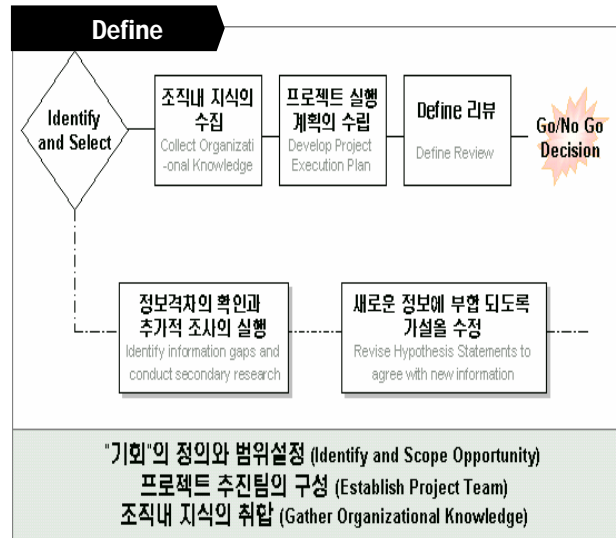 Define
Identify
and Select
조직내 지식의
수집
Collect Organizati
-onal Knowledge
프로젝트 실행
계획의 수립
Develop Project
Execution Plan
Define 리뷰
Define Review
Go/No Go
Decision
정보격차의 확인과
추가적 조사의 실행
Identify information gaps and
conduct secondary research
새로운 정보에 부합 되도록
가설올 수정
Revise Hypothesis Statements to
agree with new information
"기회"의 정의와 범위설정 (Identify and Scope Opportunity)
프로젝트 추진팀의 구성 (Establish Project Team)
조직내 지식의 취합 (Gather Organizational Knowledge)